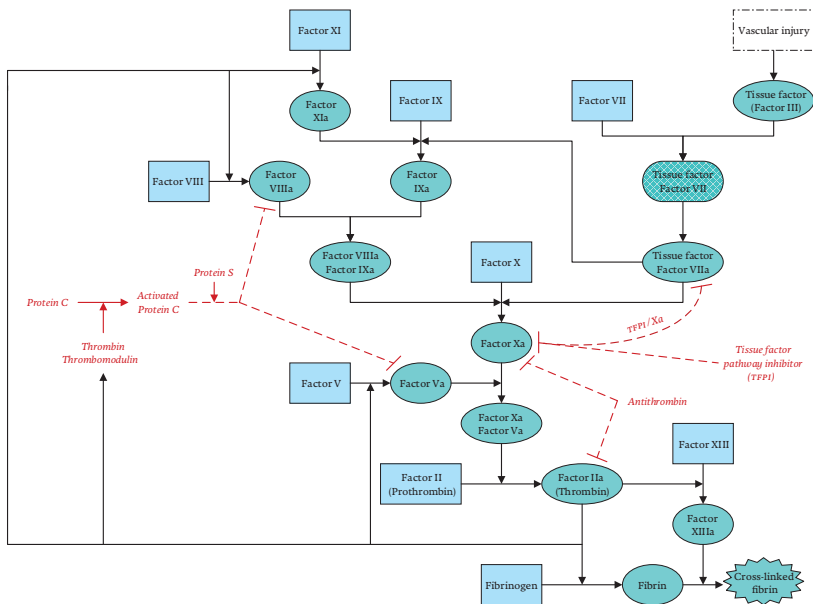 Factor XI
Vascular injury
Factor IX
Factor VII
Tissue factor
(Factor III)
Factor
XIa
Factor VIII
Factor
VIIIa
Factor
IXa
Tissue factor
Factor VII
Factor VIIIa
Factor IXa
Factor X
Tissue factor
Factor VIIa
Protein S
Protein C
Activated
Protein C
TFPI/Xa
Thrombin
Thrombomodulin
Factor Xa
Tissue factor
pathway inhibitor
(TFPI)
Factor V
Factor Va
Antithrombin
Factor Xa
Factor Va
Factor XIII
Factor II
(Prothrombin)
Factor IIa
(Thrombin)
Factor
XIIIa
Fibrinogen
Fibrin
Cross-linked
fibrin